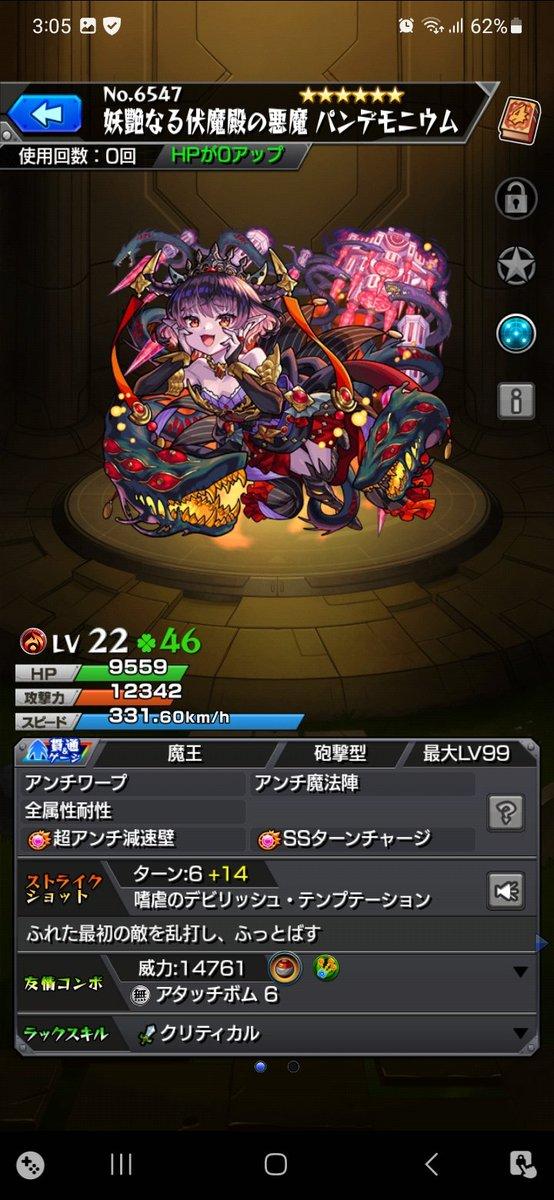 3:05 62%
No.6547
妖艶なる伏魔殿の悪魔 パンデモニウム
使用回数：0回 HPが0アップ
LV 22 46
HP 9559
攻撃力 12342
スピード 331.60km/h
貫通 &ゲージ 魔王 砲撃型 最大LV99
アンチワープ アンチ魔法陣
全属性耐性
超アンチ減速壁 SSターンチャージ
ストライクショット ターン:6 +14
嗜虐のデビリッシュ・テンプテーション
ふれた最初の敵を乱打し、ふっとばす
友情コンボ 威力:14761
無 アタッチボム 6
ラックスキル クリティカル